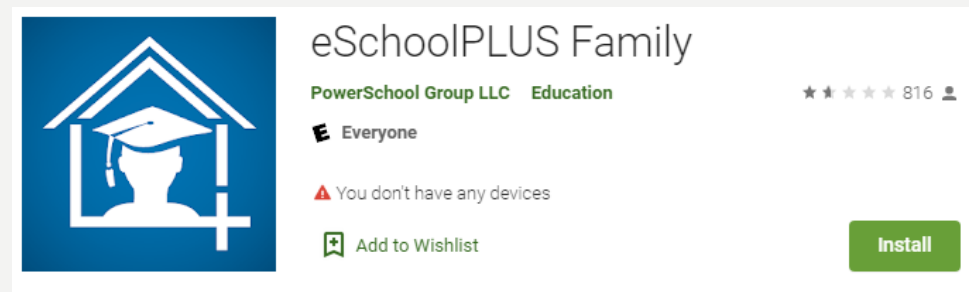 eSchoolPLUS Family
PowerSchool Group LLC Education
816
E Everyone
You don't have any devices
Add to Wishlist
Install